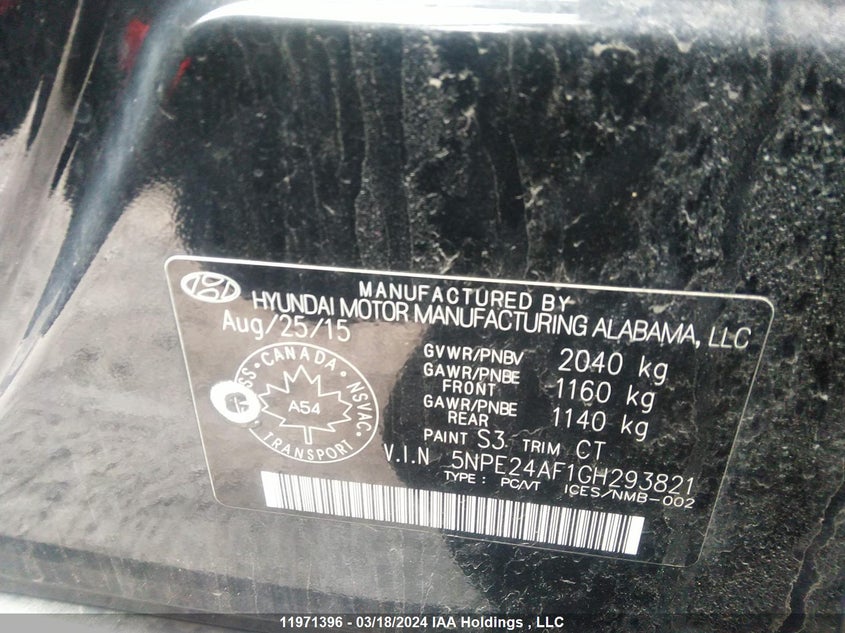 MANUFACTURED BY
HYUNDAI MOTOR MANUFACTURING ALABAMA, LLC
Aug/25/15
GVWR/PNBV 2040 kg
GAWR/PNBE FRONT 1160 kg
GAWR/PNBE REAR 1140 kg
PAINT S3 TRIM CT
V.I.N 5NPE24AF1GH293821
TYPE : PC/VT ICES/NMB-002
CANADA
NSVAC
TRANSPORT
A54
11971396 - 03/18/2024 IAA Holdings , LLC